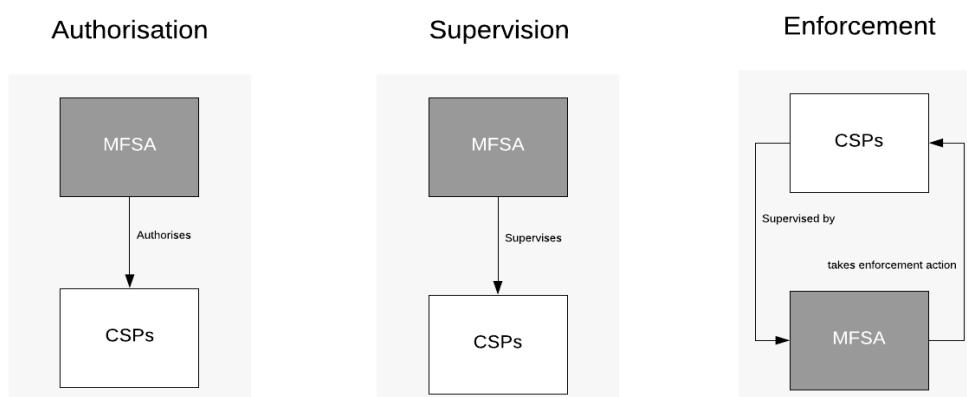 Authorisation
MFSA
Authorises
CSPs
Supervision
MFSA
Supervises
CSPs
Enforcement
CSPs
Supervised by
takes enforcement action
MFSA